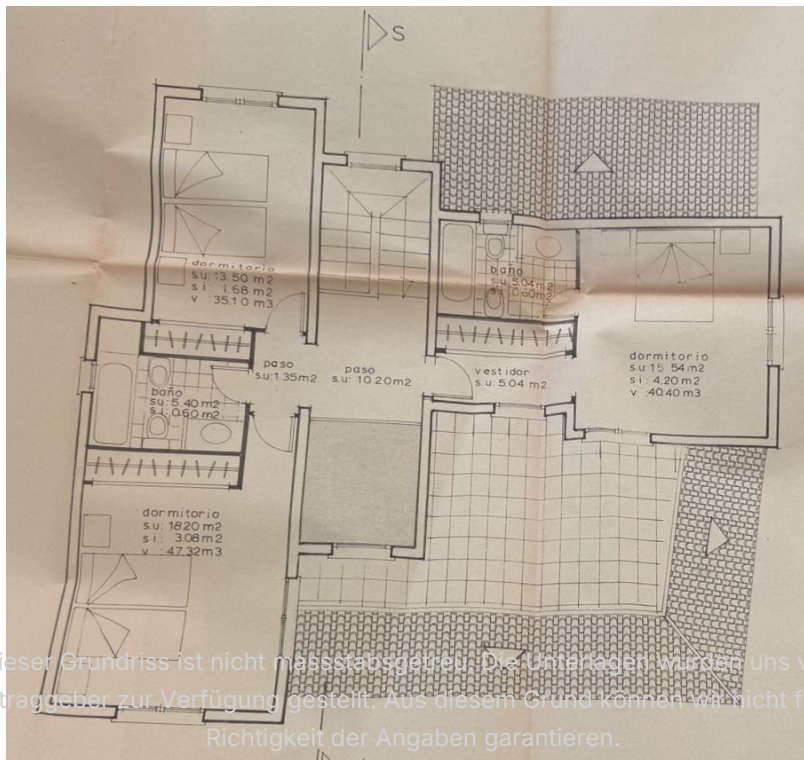 S
dormitorio
s.u: 13.50 m2
s i : 1.68 m2
v : 35.10 m3
baño
s.u: 5.04 m2
s.i : 0.60 m2
paso
s.u: 1.35 m2
paso
s.u: 10.20 m2
vestidor
s.u: 5.04 m2
dormitorio
s.u: 15.54 m2
s i : 4.20 m2
v : 40.40 m3
baño
s.u: 5.40 m2
s.i : 0.60 m2
dormitorio
s.u: 18.20 m2
s i : 3.08 m2
v : 47.32 m3
ieser Grundriss ist nicht massstabsgetreu. Die Unterlagen wurden uns v
traggeber zur Verfügung gestellt. Aus diesem Grund können wir nicht f
Richtigkeit der Angaben garantieren.